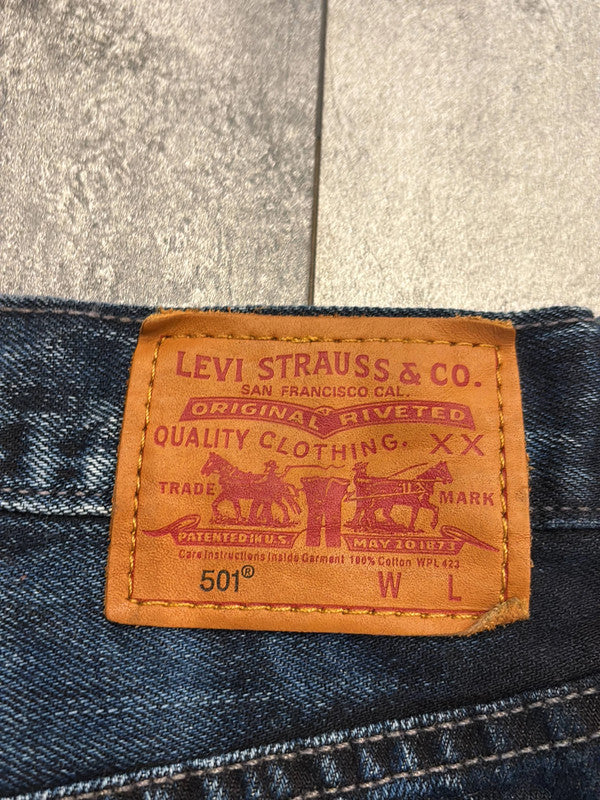 LEVI STRAUSS & CO.
SAN FRANCISCO CAL.
ORIGINAL RIVETED
QUALITY CLOTHING. XX
TRADE MARK
PATENTED IN U.S. MAY 20 1873
Care Instructions Inside Garment 100% Cotton WPL 423
501® W L